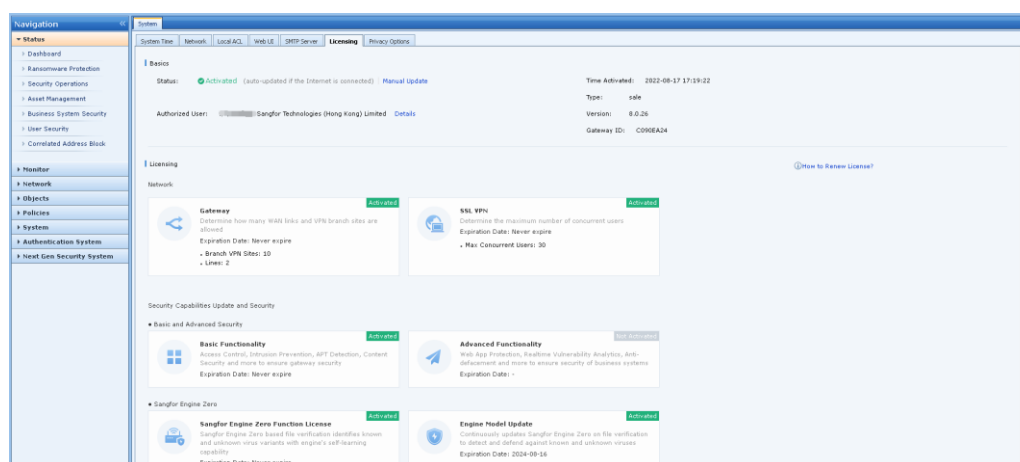 Navigation «
System
Status
Dashboard
Ransomware Protection
Security Operations
Asset Management
Business System Security
User Security
Correlated Address Block
Monitor
Network
Objects
Policies
System
Authentication System
Next Gen Security System
System Time Network Local ACL Web UI SMTP Server Licensing Privacy Options
Basics
Status: Activated (auto-updated if the Internet is connected) | Manual Update
Time Activated: 2022-08-17 17:19:22
Type: sale
Authorized User: Sangfor Technologies (Hong Kong) Limited Details
Version: 8.0.26
Gateway ID: C090EA24
Licensing
How to Renew License?
Network
Activated
Gateway
Determine how many WAN links and VPN branch sites are
allowed
Expiration Date: Never expire
• Branch VPN Sites: 10
• Lines: 2
Activated
SSL VPN
Determine the maximum number of concurrent users
Expiration Date: Never expire
• Max Concurrent Users: 30
Security Capabilities Update and Security
• Basic and Advanced Security
Activated
Basic Functionality
Access Control, Intrusion Prevention, APT Detection, Content
Security and more to ensure gateway security
Expiration Date: Never expire
Not Activated
Advanced Functionality
Web App Protection, Realtime Vulnerability Analytics, Anti-
defacement and more to ensure security of business systems
Expiration Date: -
• Sangfor Engine Zero
Activated
Sangfor Engine Zero Function License
Sangfor Engine Zero based file verification identifies known
and unknown virus variants with engine's self-learning
capability
Expiration Date: Never expire
Activated
Engine Model Update
Continuously updates Sangfor Engine Zero on file verification
to detect and defend against known and unknown viruses
Expiration Date: 2024-08-16